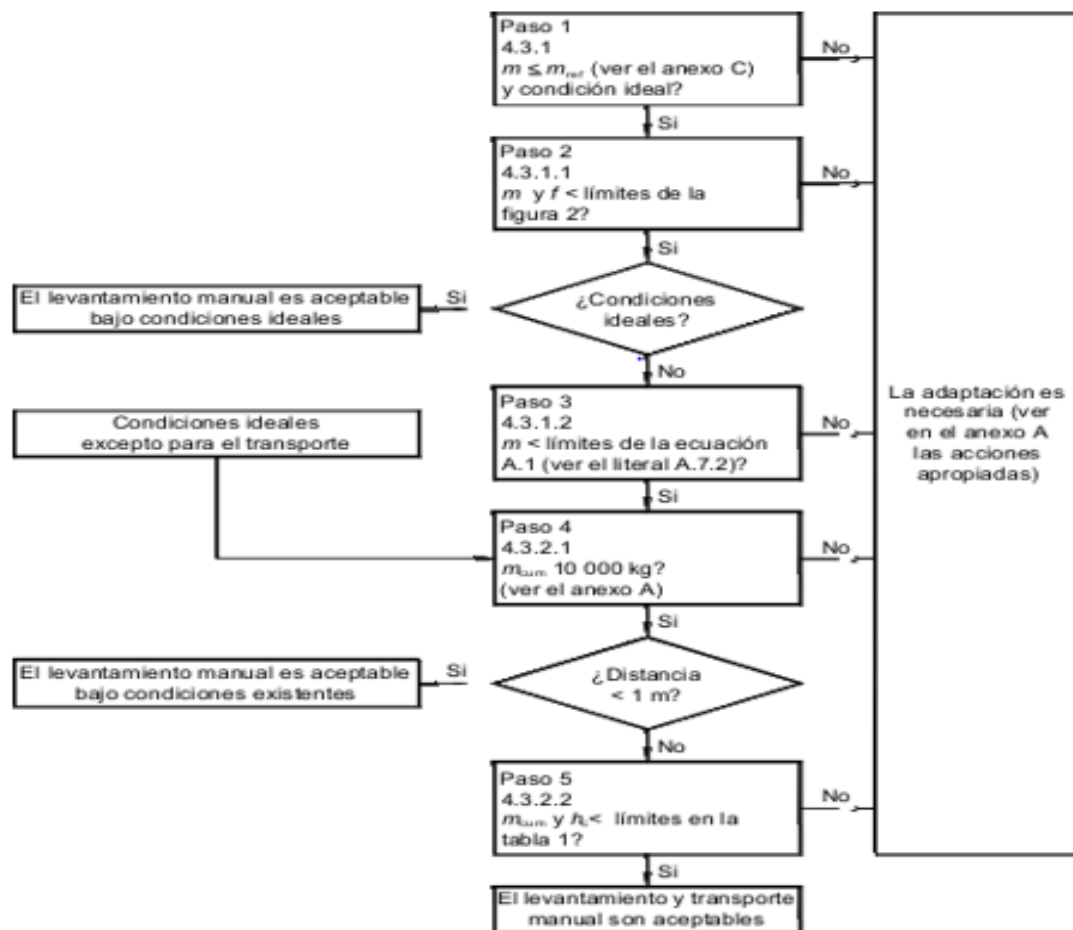 Paso 1
4.3.1
m ≤ m_ref (ver el anexo C)
y condición ideal?
No
Si
Paso 2
4.3.1.1
m y f < límites de la
figura 2?
No
Si
¿Condiciones
ideales?
Si
El levantamiento manual es aceptable
bajo condiciones ideales
No
Condiciones ideales
excepto para el transporte
Paso 3
4.3.1.2
m < límites de la ecuación
A.1 (ver el literal A.7.2)?
No
Si
Paso 4
4.3.2.1
m_cum 10 000 kg?
(ver el anexo A)
No
Si
¿Distancia
< 1 m?
Si
El levantamiento manual es aceptable
bajo condiciones existentes
No
Paso 5
4.3.2.2
m_cum y h_c< límites en la
tabla 1?
No
Si
El levantamiento y transporte
manual son aceptables
La adaptación es
necesaria (ver
en el anexo A
las acciones
apropiadas)